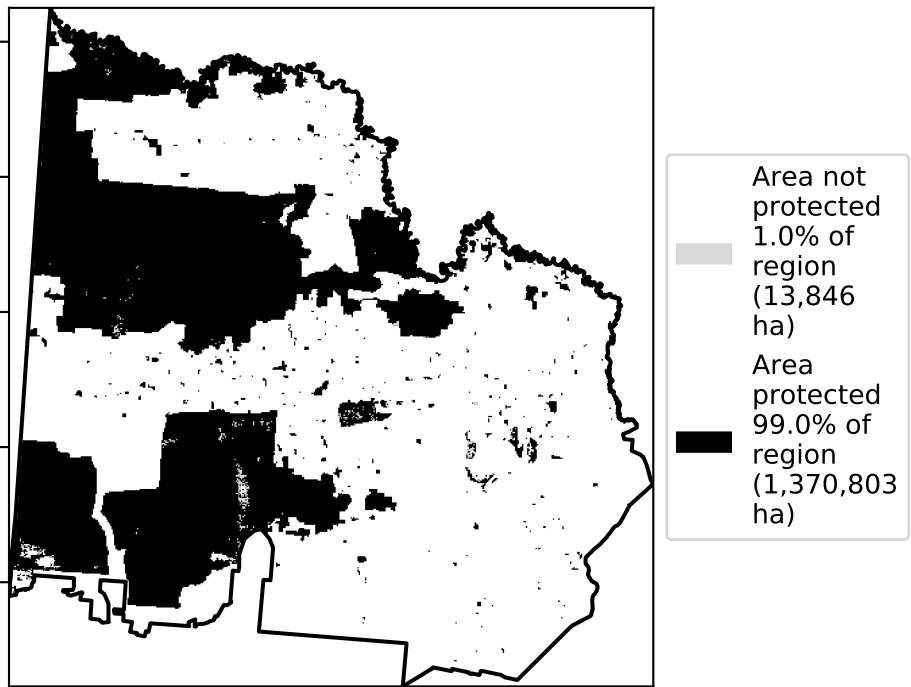 Area not
protected
1.0% of
region
(13,846
ha)
Area
protected
99.0% of
region
(1,370,803
ha)